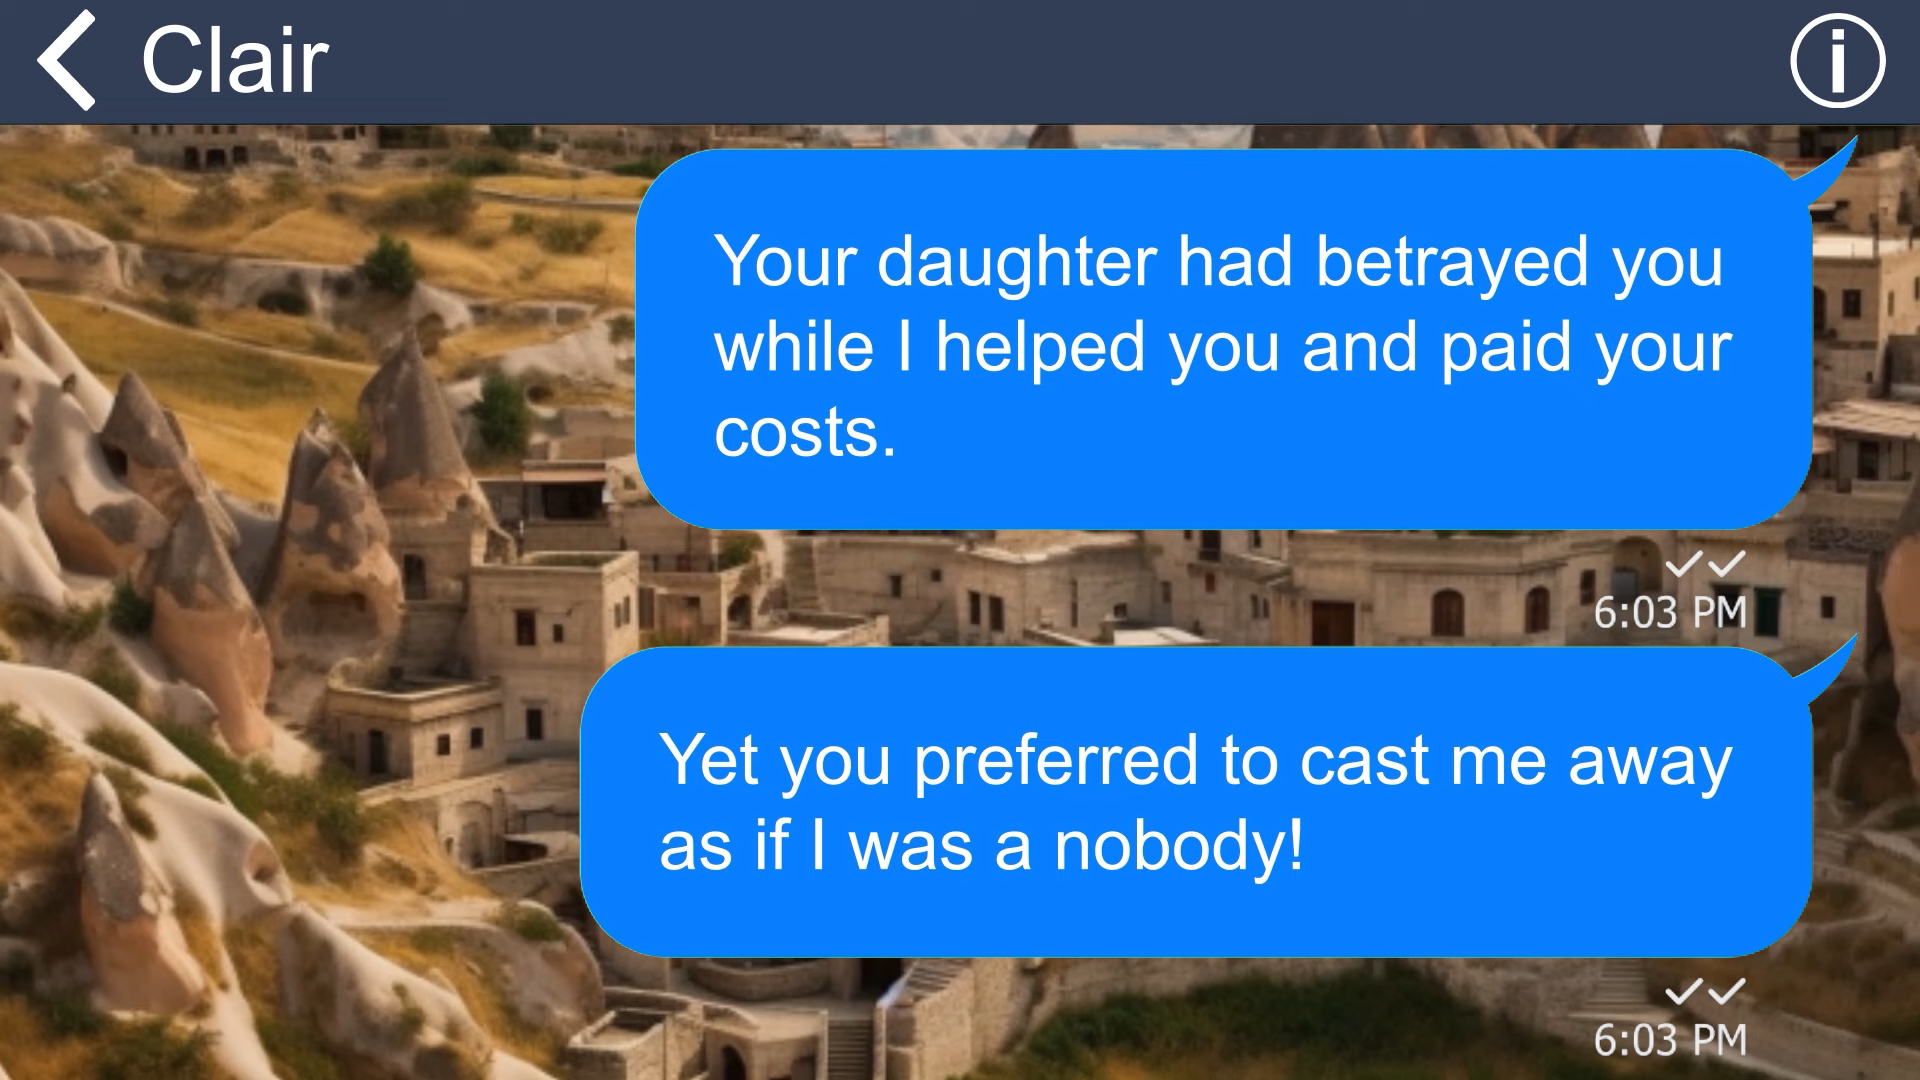 Clair
Your daughter had betrayed you
while I helped you and paid your
costs.
6:03 PM
Yet you preferred to cast me away
as if I was a nobody!
6:03 PM